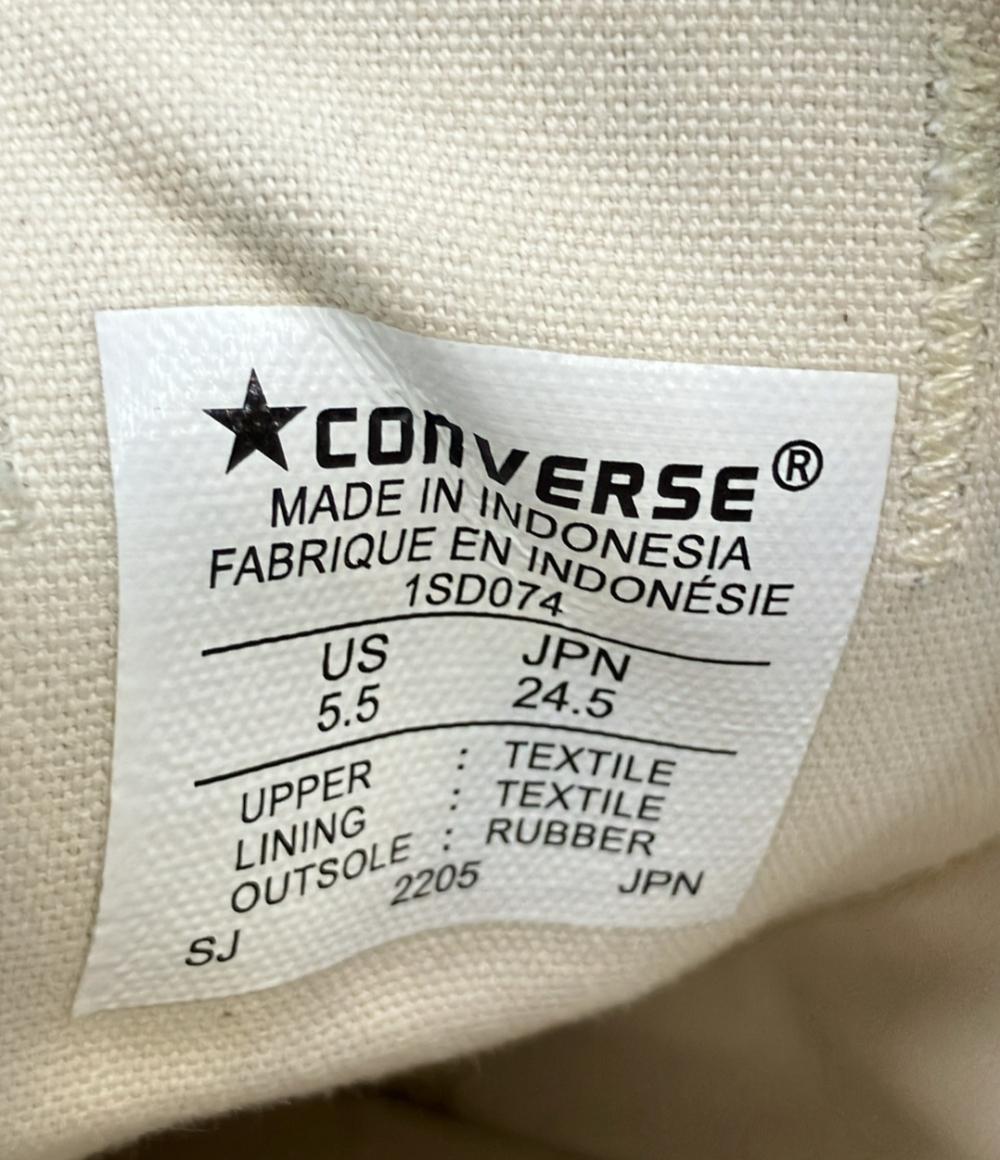 ★CONVERSE®
MADE IN INDONESIA
FABRIQUE EN INDONÉSIE
1SD074
US JPN
5.5 24.5
UPPER : TEXTILE
LINING : TEXTILE
OUTSOLE : RUBBER
2205 JPN
SJ